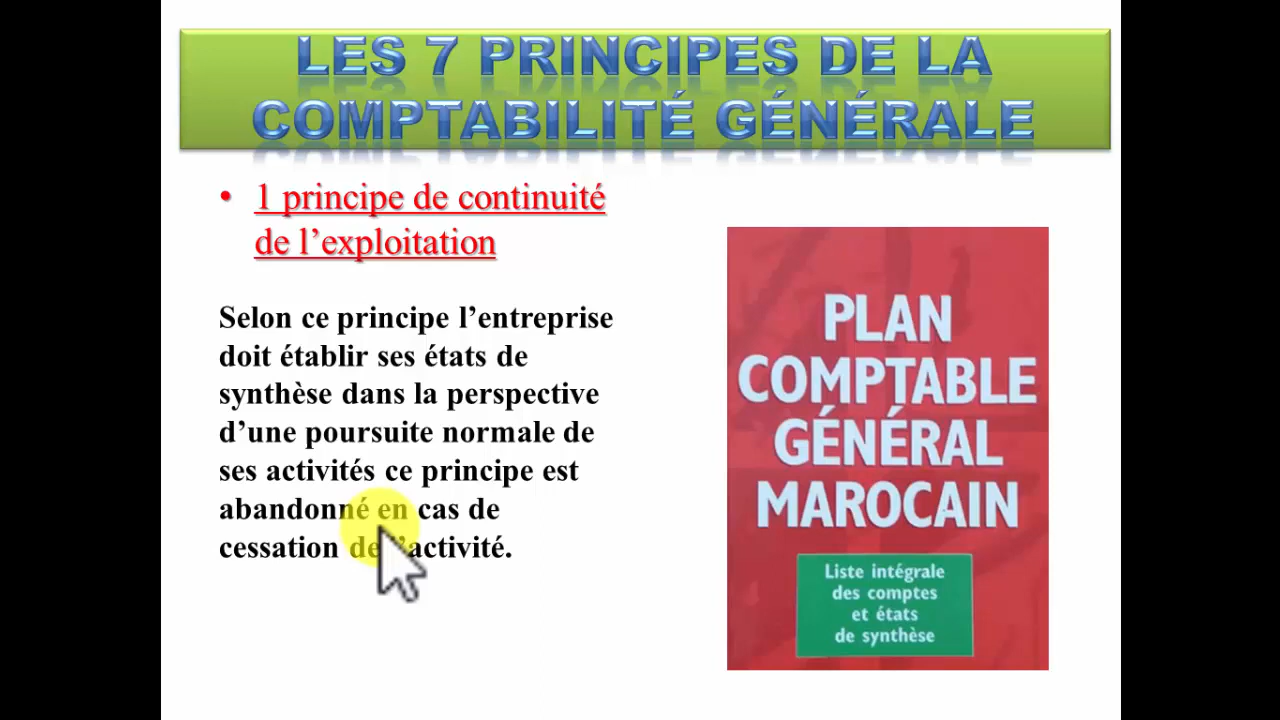 LES 7 PRINCIPES DE LA
COMPTABILITÉ GÉNÉRALE
• 1 principe de continuité
de l’exploitation
Selon ce principe l’entreprise
doit établir ses états de
synthèse dans la perspective
d’une poursuite normale de
ses activités ce principe est
abandonné en cas de
cessation de l’activité.
PLAN
COMPTABLE
GÉNÉRAL
MAROCAIN
Liste intégrale
des comptes
et états
de synthèse